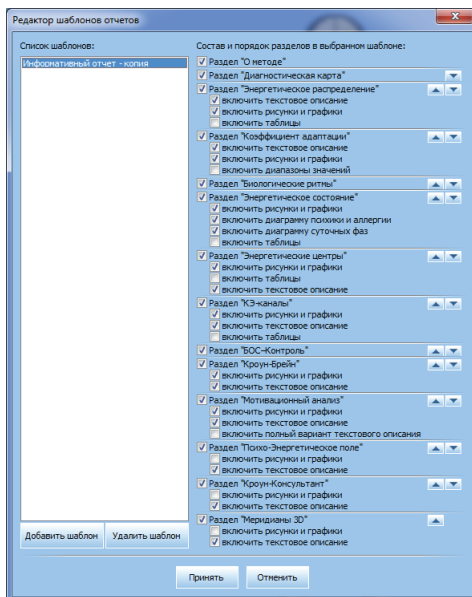 Редактор шаблонов отчетов
Список шаблонов:
Информативный отчет - копия
Добавить шаблон
Удалить шаблон
Состав и порядок разделов в выбранном шаблоне:
Раздел "О методе"
Раздел "Диагностическая карта"
Раздел "Энергетическое распределение"
включить текстовое описание
включить рисунки и графики
включить таблицы
Раздел "Коэффициент адаптации"
включить текстовое описание
включить рисунки и графики
включить диапазоны значений
Раздел "Биологические ритмы"
Раздел "Энергетическое состояние"
включить рисунки и графики
включить диаграмму психики и аллергии
включить диаграмму суточных фаз
включить таблицы
Раздел "Энергетические центры"
включить рисунки и графики
включить таблицы
включить текстовое описание
Раздел "КЭ-каналы"
включить рисунки и графики
включить текстовое описание
включить таблицы
Раздел "БОС-Контроль"
Раздел "Кроун-Брейн"
включить рисунки и графики
включить текстовое описание
Раздел "Мотивационный анализ"
включить рисунки и графики
включить текстовое описание
включить полный вариант текстового описания
Раздел "Психо-Энергетическое поле"
включить рисунки и графики
включить текстовое описание
Раздел "Кроун-Консультант"
включить рисунки и графики
включить текстовое описание
Раздел "Меридианы 3D"
включить рисунки и графики
включить текстовое описание
Принять
Отменить